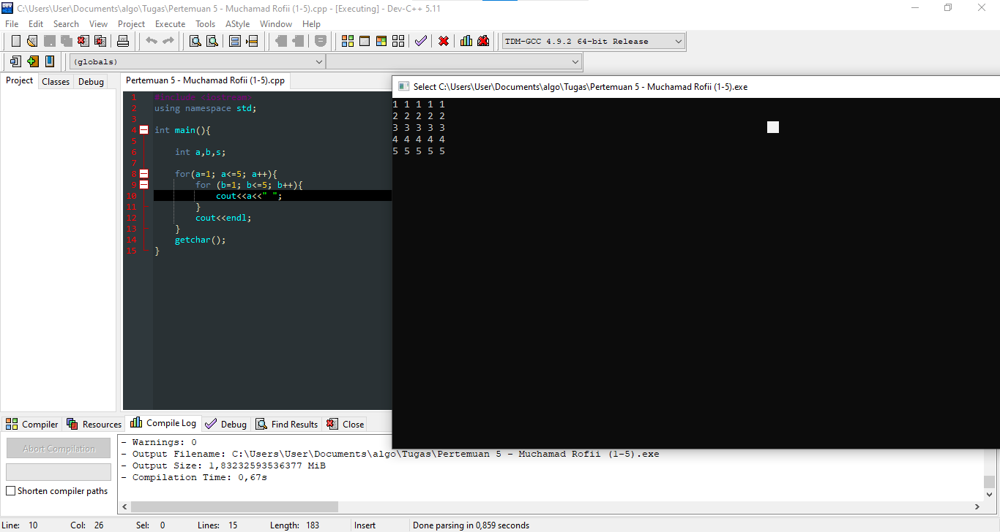 C:\Users\User\Documents\algo\Tugas\Pertemuan 5 - Muchamad Rofii (1-5).cpp - [Executing] - Dev-C++ 5.11
File Edit Search View Project Execute Tools AStyle Window Help
TDM-GCC 4.9.2 64-bit Release
(globals)
Project Classes Debug
Pertemuan 5 - Muchamad Rofii (1-5).cpp
1 #include <iostream>
2 using namespace std;
3
4 int main(){
5
6 int a,b,s;
7
8 for(a=1; a<=5; a++){
9 for (b=1; b<=5; b++){
10 cout<<a<<" ";
11 }
12 cout<<endl;
13 }
14 getchar();
15 }
Select C:\Users\User\Documents\algo\Tugas\Pertemuan 5 - Muchamad Rofii (1-5).exe
1 1 1 1 1
2 2 2 2 2
3 3 3 3 3
4 4 4 4 4
5 5 5 5 5
Compiler Resources Compile Log Debug Find Results Close
Abort Compilation
Shorten compiler paths
- Warnings: 0
- Output Filename: C:\Users\User\Documents\algo\Tugas\Pertemuan 5 - Muchamad Rofii (1-5).exe
- Output Size: 1,83232593536377 MiB
- Compilation Time: 0,67s
Line: 10 Col: 26 Sel: 0 Lines: 15 Length: 183 Insert Done parsing in 0,859 seconds